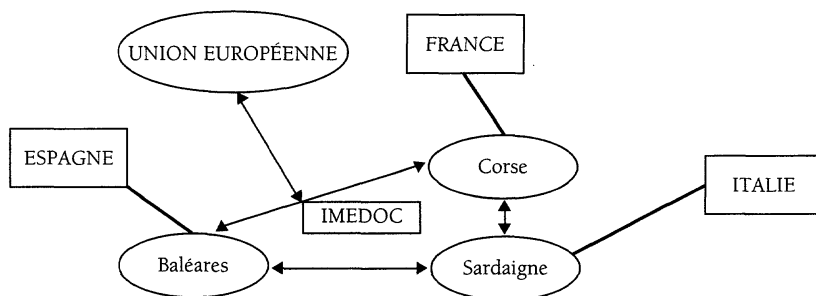 FRANCE
UNION EUROPÉENNE
ESPAGNE
Corse
ITALIE
IMEDOC
Baléares
Sardaigne